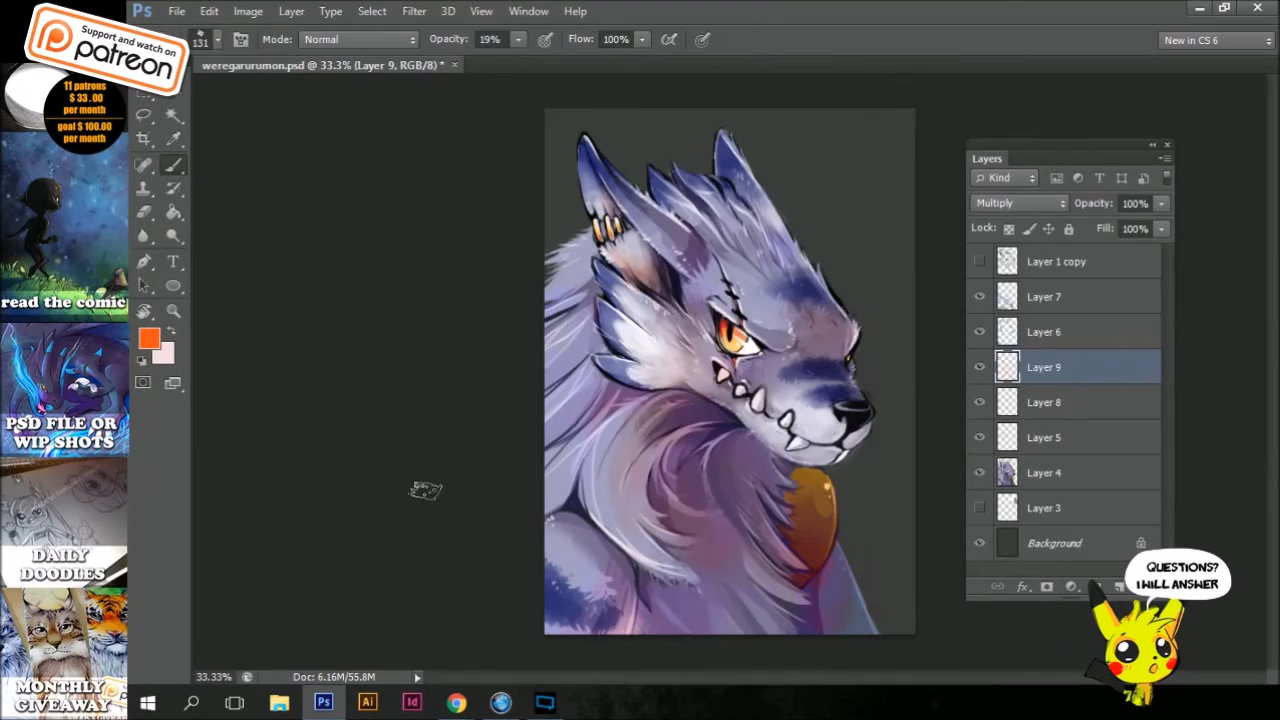 Ps File Edit Image Layer Type Select Filter 3D View Window Help
Support and watch on
patreon
131 Mode: Normal Opacity: 19% Flow: 100% New in CS 6
weregarurumon.psd @ 33.3% (Layer 9, RGB/8) * ×
11 patrons
$ 33.00
per month
goal $ 100.00
per month
read the comic
PSD FILE OR
WIP SHOTS
DAILY
DOODLES
MONTHLY
GIVEAWAY
Layers
Kind
Multiply Opacity: 100%
Lock: Fill: 100%
Layer 1 copy
Layer 7
Layer 6
Layer 9
Layer 8
Layer 5
Layer 4
Layer 3
Background
fx
QUESTIONS?
I WILL ANSWER
33.33% Doc: 6.16M/55.8M
Ps Ai Id